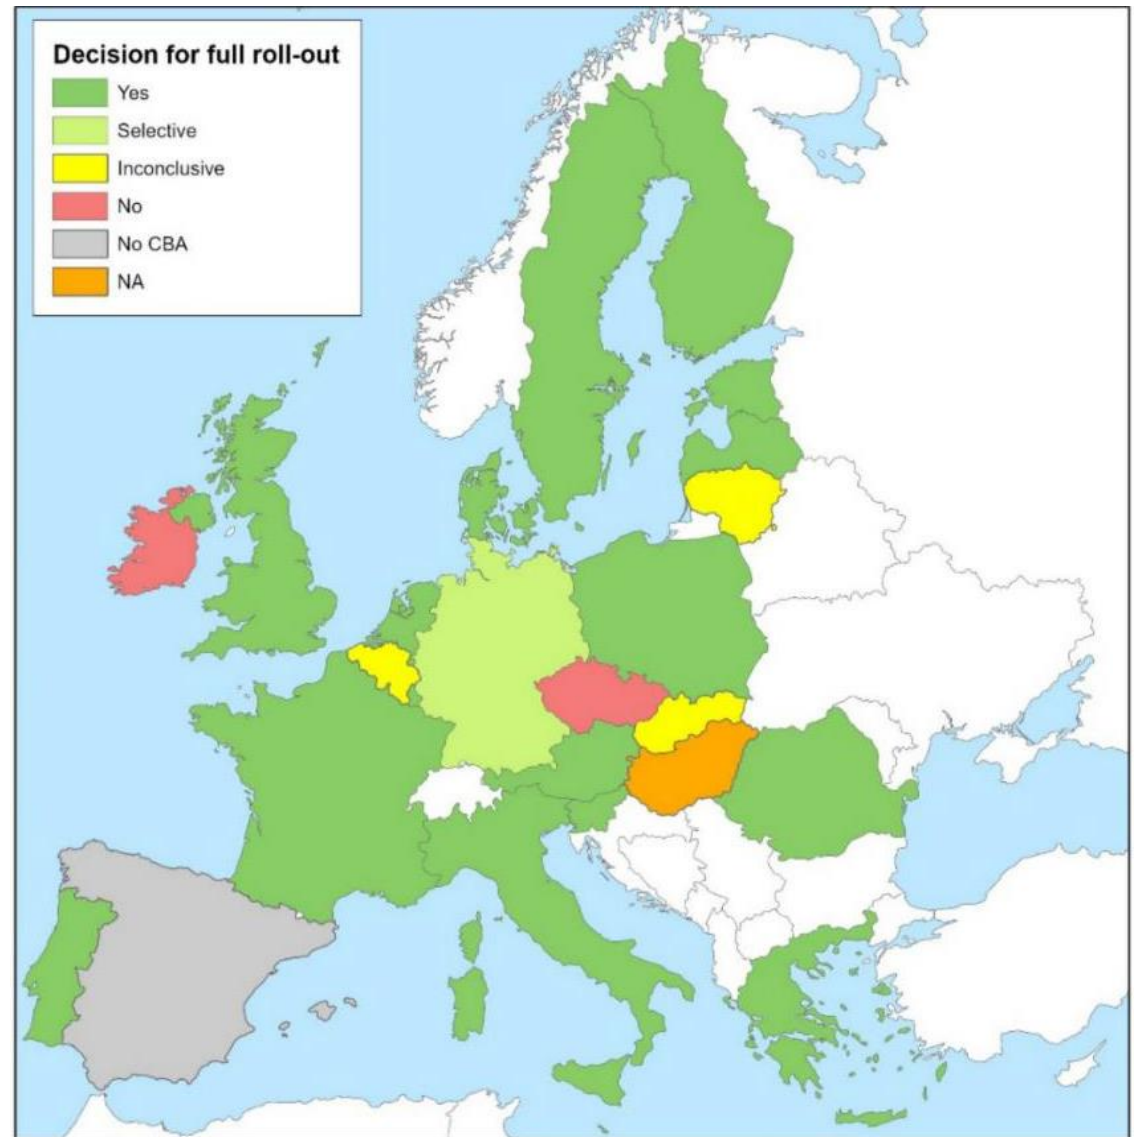 Decision for full roll-out
Yes
Selective
Inconclusive
No
No CBA
NA